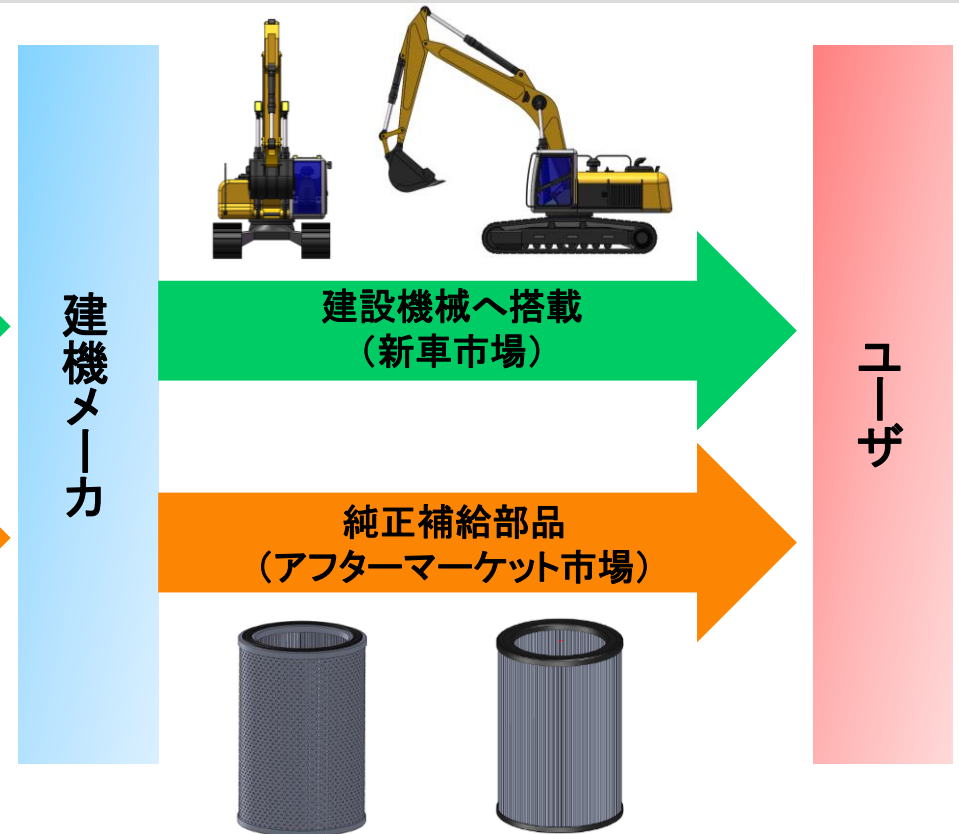 建機メーカ
建設機械へ搭載
（新車市場）
純正補給部品
（アフターマーケット市場）
ユーザ